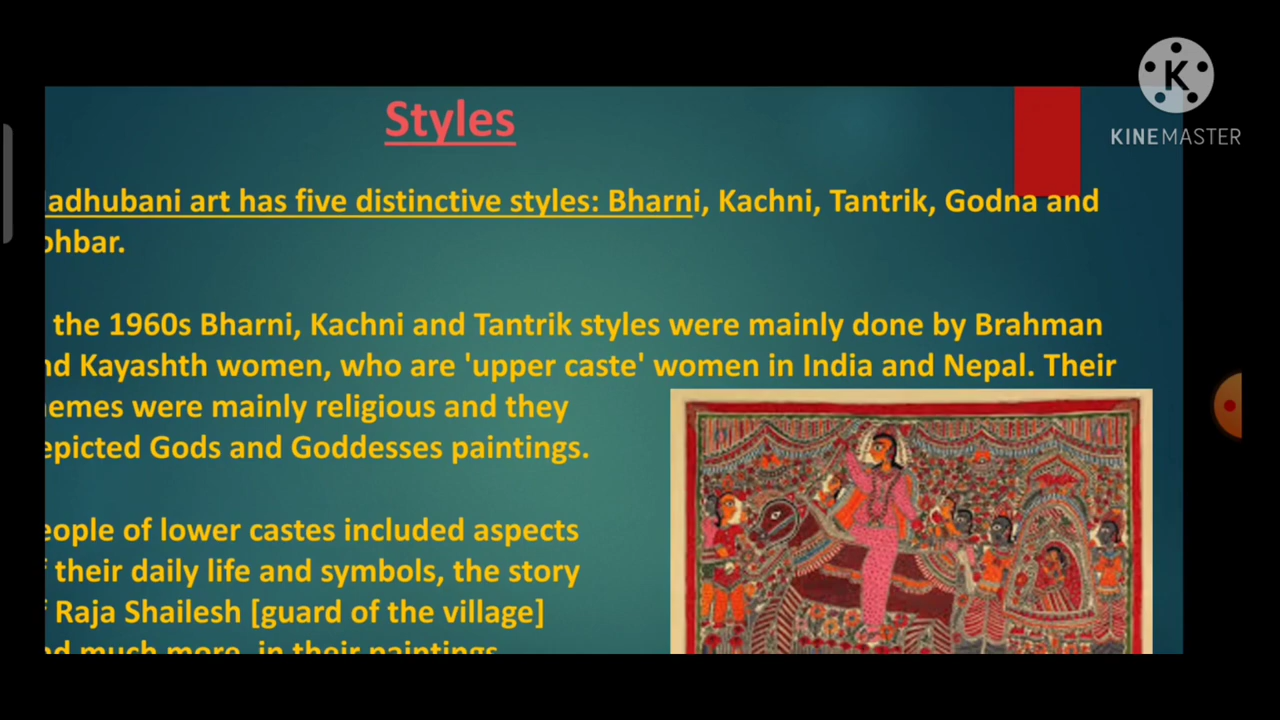 Styles
adhubani art has five distinctive styles: Bharni, Kachni, Tantrik, Godna and
ohbar.
the 1960s Bharni, Kachni and Tantrik styles were mainly done by Brahman
nd Kayashth women, who are 'upper caste' women in India and Nepal. Their
emes were mainly religious and they
epicted Gods and Goddesses paintings.
eople of lower castes included aspects
their daily life and symbols, the story
Raja Shailesh [guard of the village]
nd much more, in their paintings
K
KINEMASTER